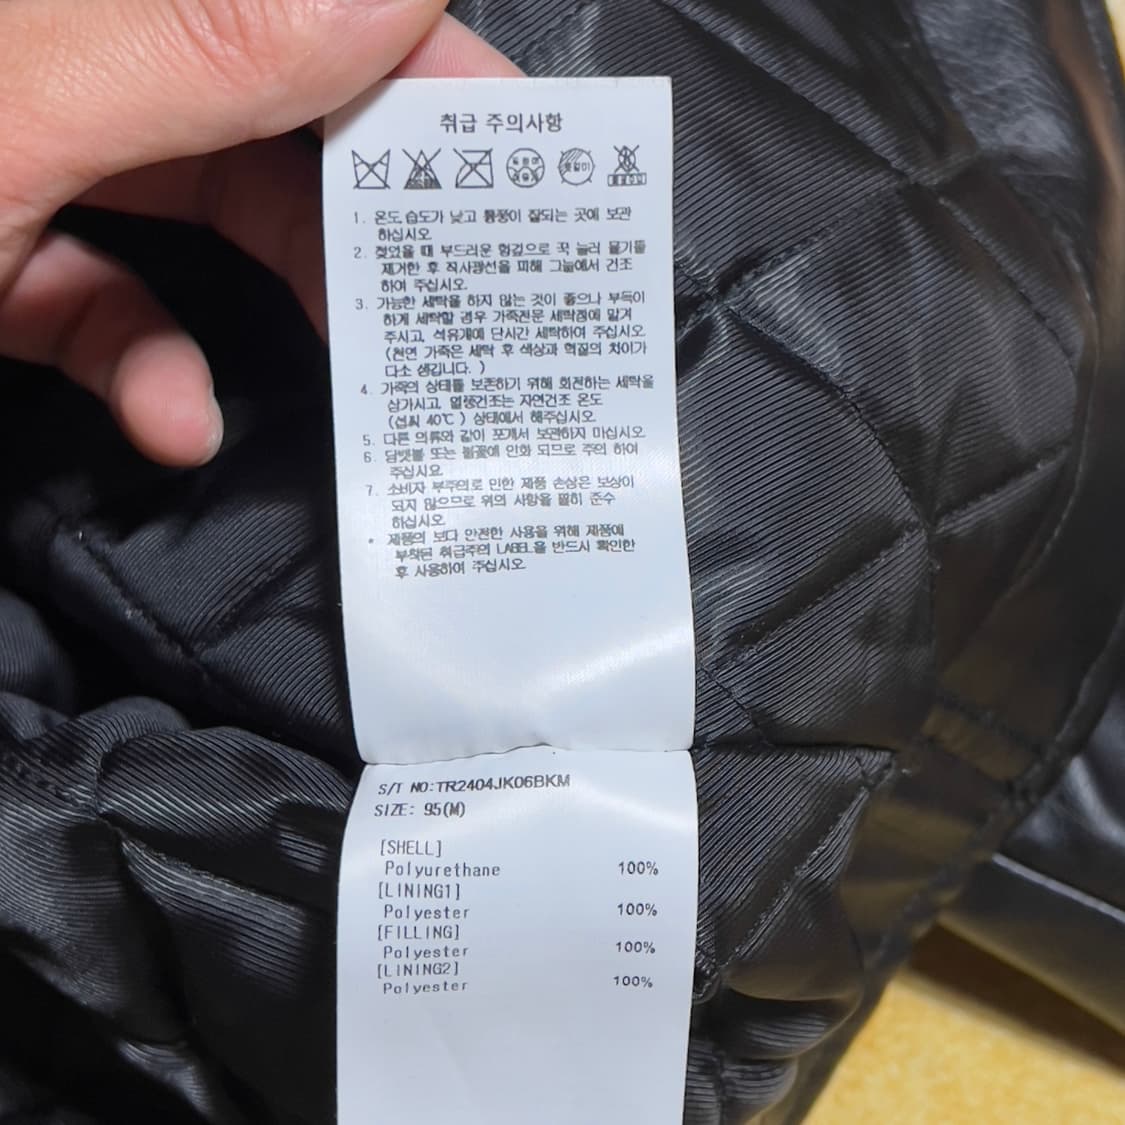 취급 주의사항
1. 온도,습도가 낮고 통풍이 잘되는 곳에 보관
하십시오.
2. 젖었을 때 부드러운 헝겊으로 꾹 눌러 물기를
제거한 후 직사광선을 피해 그늘에서 건조
하여 주십시오.
3. 가능한 세탁을 하지 않는 것이 좋으나 부득이
하게 세탁할 경우 가죽전문 세탁점에 맡겨
주시고, 석유계에 단시간 세탁하여 주십시오.
(천연 가죽은 세탁 후 색상과 혁질의 차이가
다소 생깁니다. )
4. 가죽의 상태를 보존하기 위해 회전하는 세탁을
삼가시고, 열풍건조는 자연건조 온도
(섭씨 40℃ ) 상태에서 해주십시오.
5. 다른 의류와 같이 포개서 보관하지 마십시오.
6. 담뱃불 또는 불꽃에 인화 되므로 주의 하여
주십시요.
7. 소비자 부주의로 인한 제품 손상은 보상이
되지 않으므로 위의 사항을 필히 준수
하십시오.
* 제품의 보다 안전한 사용을 위해 제품에
부착된 취급주의 LABEL을 반드시 확인한
후 사용하여 주십시오.
S/T NO:TR2404JK06BKM
SIZE: 95(M)
[SHELL]
Polyurethane 100%
[LINING1]
Polyester 100%
[FILLING]
Polyester 100%
[LINING2]
Polyester 100%